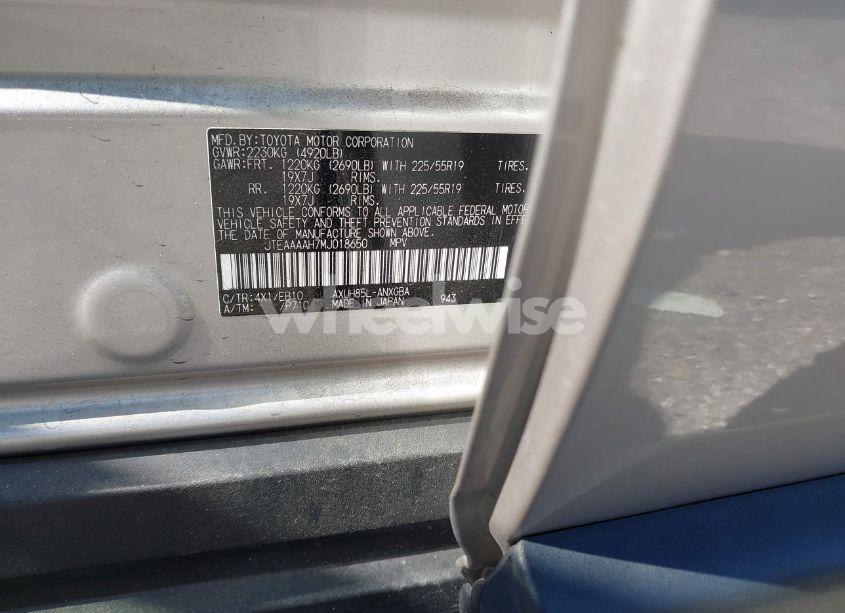 MFD.BY:TOYOTA MOTOR CORPORATION
GVWR:2230KG (4920LB)
GAWR:FRT. 1220KG (2690LB) WITH 225/55R19 TIRES,
19X7J RIMS.
RR. 1220KG (2690LB) WITH 225/55R19 TIRES,
19X7J RIMS.
THIS VEHICLE CONFORMS TO ALL APPLICABLE FEDERAL MOTOR
VEHICLE SAFETY AND THEFT PREVENTION STANDARDS IN EFFE
THE DATE OF MANUFACTURE SHOWN ABOVE.
JTEAAAAH7MJ018650 MPV
C/TR:4X1/EB10 AXUH85L-ANXGBA
A/TM: /P710 MADE IN JAPAN 943
wheelwise